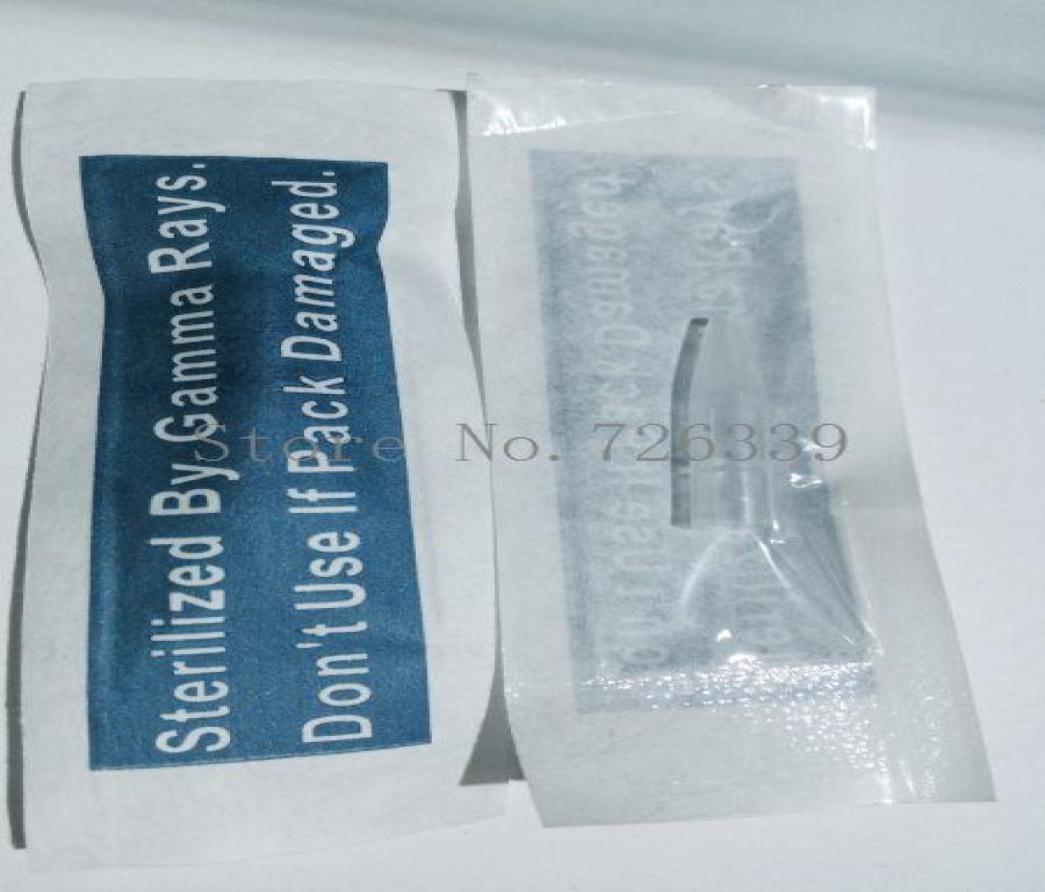 Sterilized By Gamma Rays.
Don't Use If Pack Damaged.
Store No. 726339